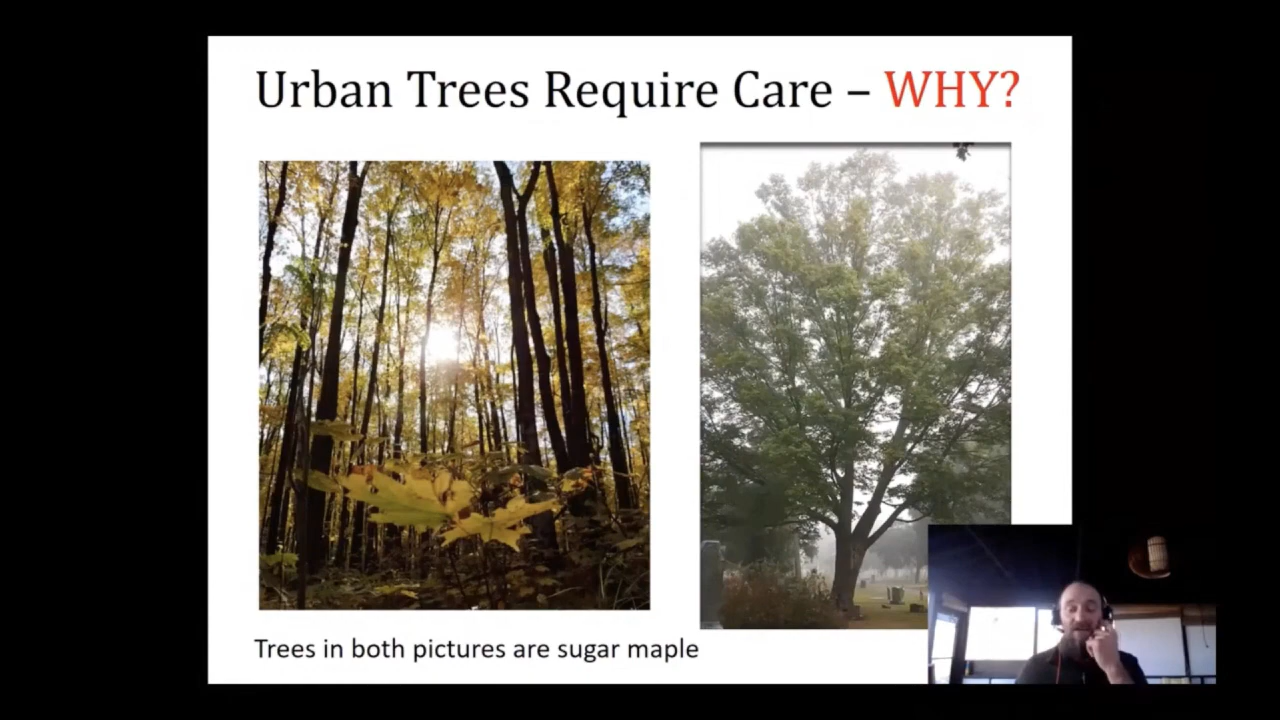 Urban Trees Require Care – WHY?
Trees in both pictures are sugar maple